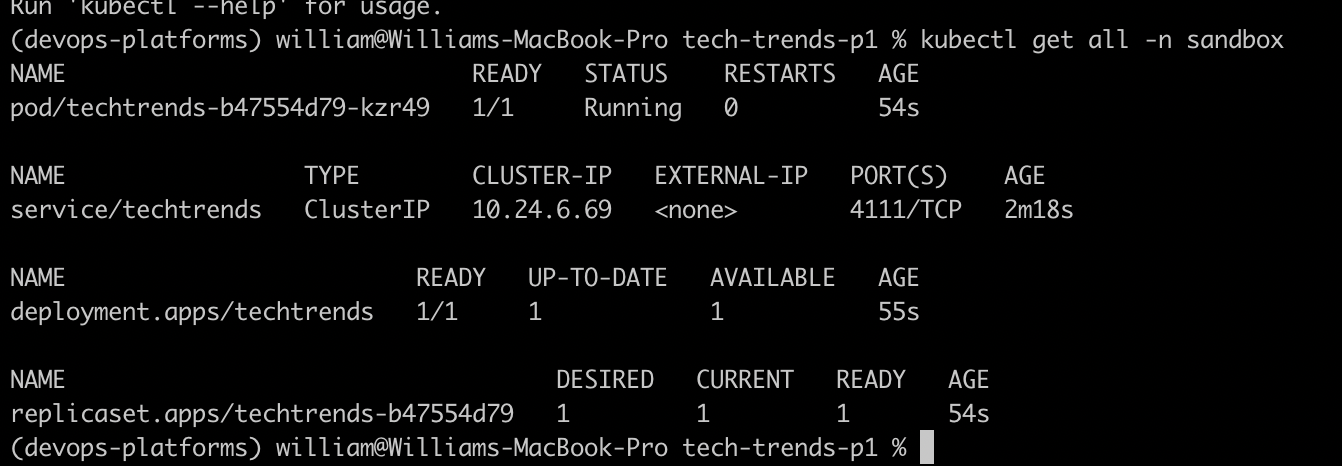 Run 'kubectl --help' for usage.
(devops-platforms) william@Williams-MacBook-Pro tech-trends-p1 % kubectl get all -n sandbox
NAME READY STATUS RESTARTS AGE
pod/techtrends-b47554d79-kzr49 1/1 Running 0 54s
NAME TYPE CLUSTER-IP EXTERNAL-IP PORT(S) AGE
service/techtrends ClusterIP 10.24.6.69 <none> 4111/TCP 2m18s
NAME READY UP-TO-DATE AVAILABLE AGE
deployment.apps/techtrends 1/1 1 1 55s
NAME DESIRED CURRENT READY AGE
replicaset.apps/techtrends-b47554d79 1 1 1 54s
(devops-platforms) william@Williams-MacBook-Pro tech-trends-p1 %